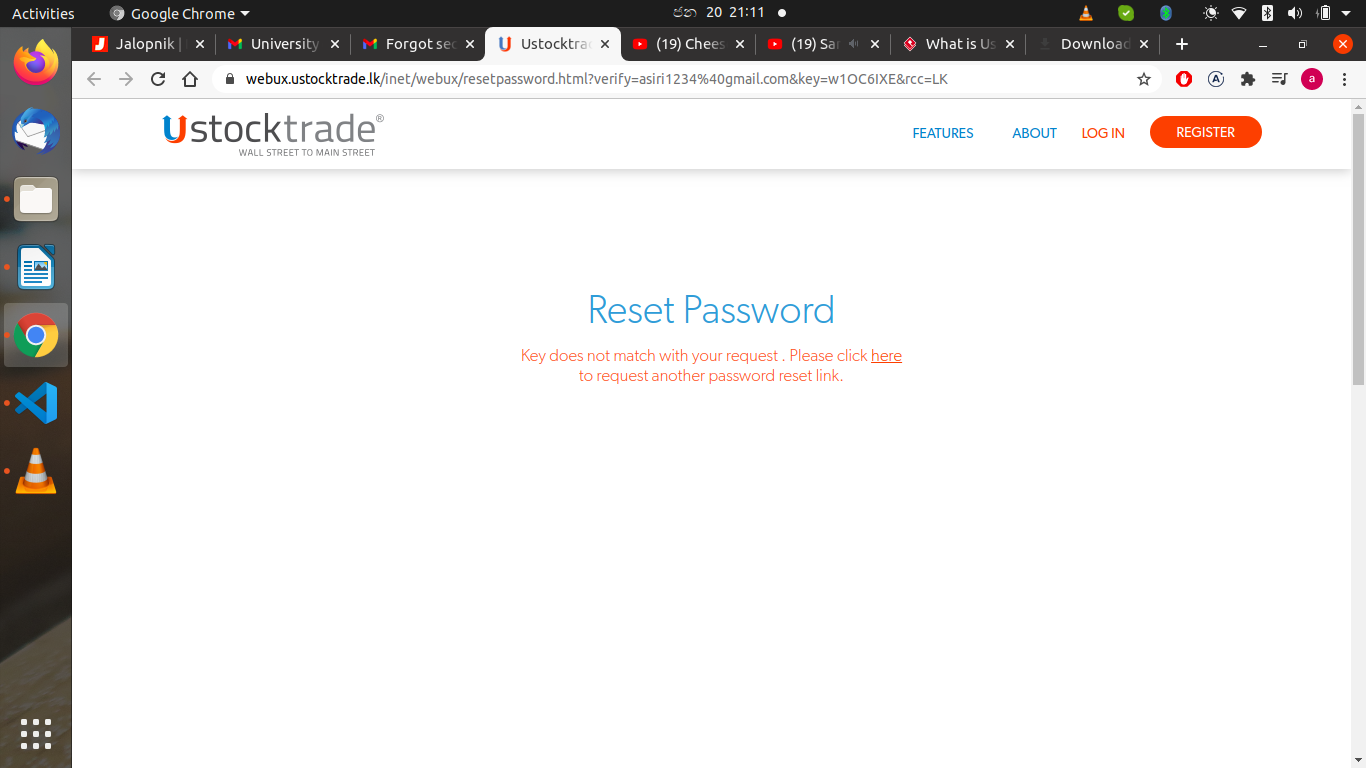 Activities
Google Chrome
ජන 20 21:11
Jalopnik |
University
Forgot sec
Ustocktra
(19) Chees
(19) Sar
What is Us
Download
webux.ustocktrade.lk/inet/webux/resetpassword.html?verify=asiri1234%40gmail.com&key=w1OC6IXE&rcc=LK
a
Ustocktrade®
WALL STREET TO MAIN STREET
FEATURES
ABOUT
LOG IN
REGISTER
Reset Password
Key does not match with your request . Please click here
to request another password reset link.